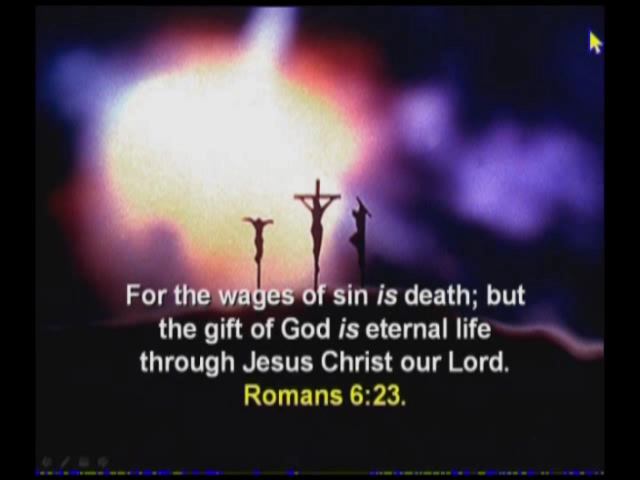 For the wages of sin is death; but
the gift of God is eternal life
through Jesus Christ our Lord.
Romans 6:23.